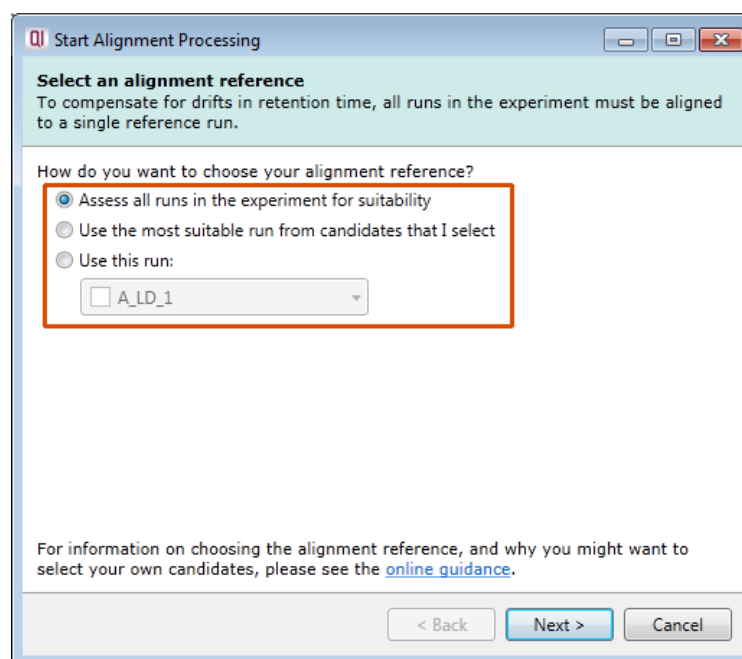 QI Start Alignment Processing
Select an alignment reference
To compensate for drifts in retention time, all runs in the experiment must be aligned
to a single reference run.
How do you want to choose your alignment reference?
Assess all runs in the experiment for suitability
Use the most suitable run from candidates that I select
Use this run:
A_LD_1
For information on choosing the alignment reference, and why you might want to
select your own candidates, please see the online guidance.
< Back Next > Cancel